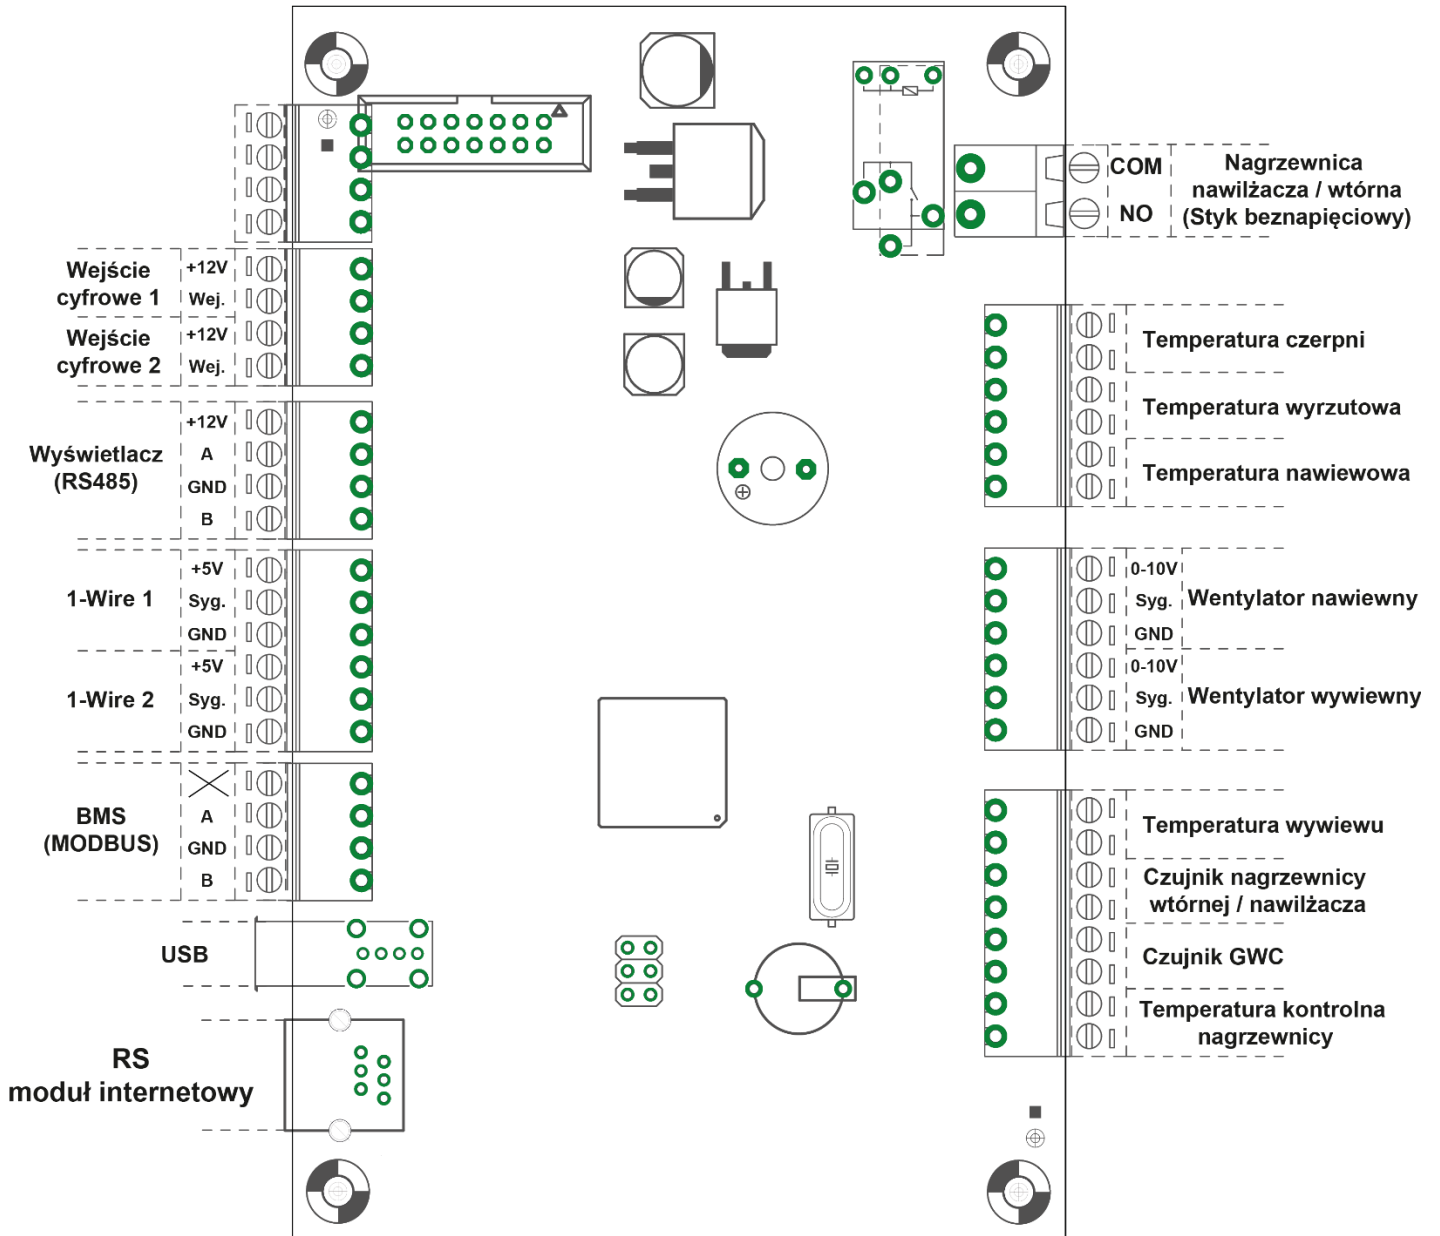 COM
NO
Nagrzewnica
nawilżacza / wtórna
(Styk beznapięciowy)
Wejście
cyfrowe 1
+12V
Wej.
Wejście
cyfrowe 2
+12V
Wej.
Wyświetlacz
(RS485)
+12V
A
GND
B
1-Wire 1
+5V
Syg.
GND
1-Wire 2
+5V
Syg.
GND
BMS
(MODBUS)
A
GND
B
USB
RS
moduł internetowy
Temperatura czerpni
Temperatura wyrzutowa
Temperatura nawiewowa
0-10V
Syg.
GND
Wentylator nawiewny
0-10V
Syg.
GND
Wentylator wywiewny
Temperatura wywiewu
Czujnik nagrzewnicy
wtórnej / nawilżacza
Czujnik GWC
Temperatura kontrolna
nagrzewnicy